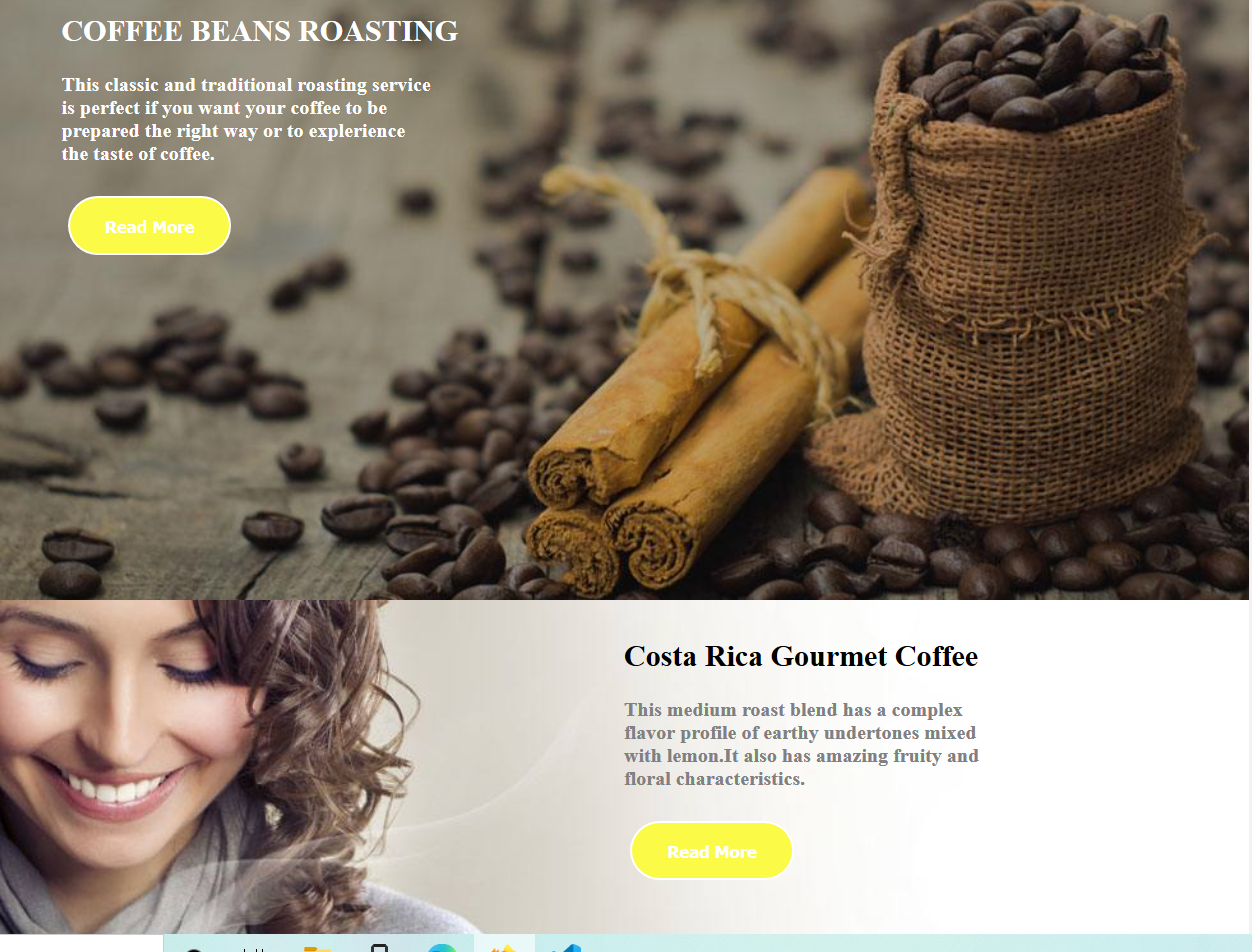 COFFEE BEANS ROASTING
This classic and traditional roasting service
is perfect if you want your coffee to be
prepared the right way or to explerience
the taste of coffee.
Read More
Costa Rica Gourmet Coffee
This medium roast blend has a complex
flavor profile of earthy undertones mixed
with lemon.It also has amazing fruity and
floral characteristics.
Read More